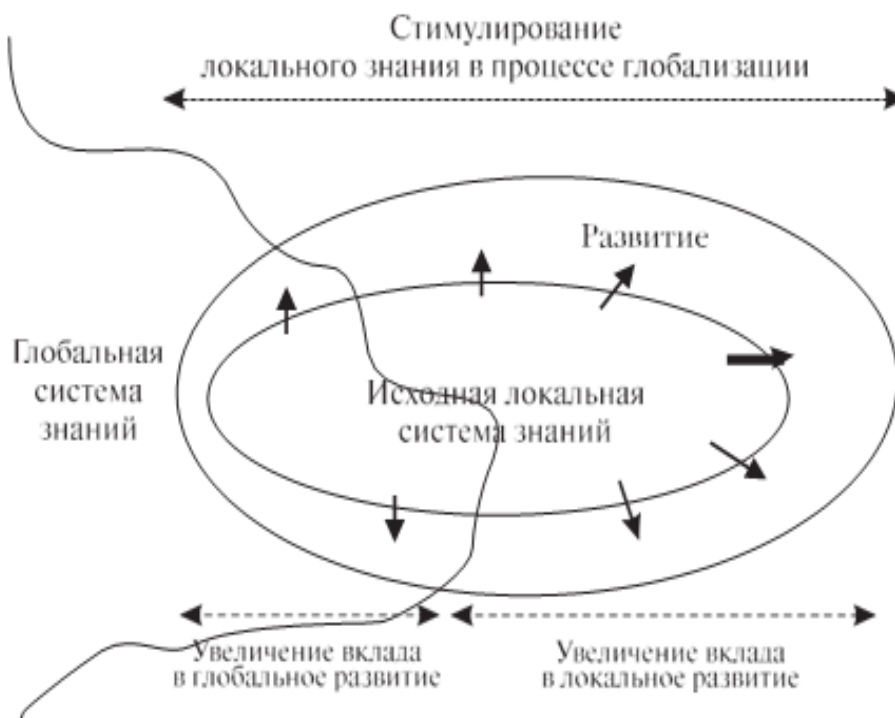 Стимулирование
локального знания в процессе глобализации
Развитие
Глобальная
система
знаний
Исходная локальная
система знаний
Увеличение вклада
в глобальное развитие
Увеличение вклада
в локальное развитие